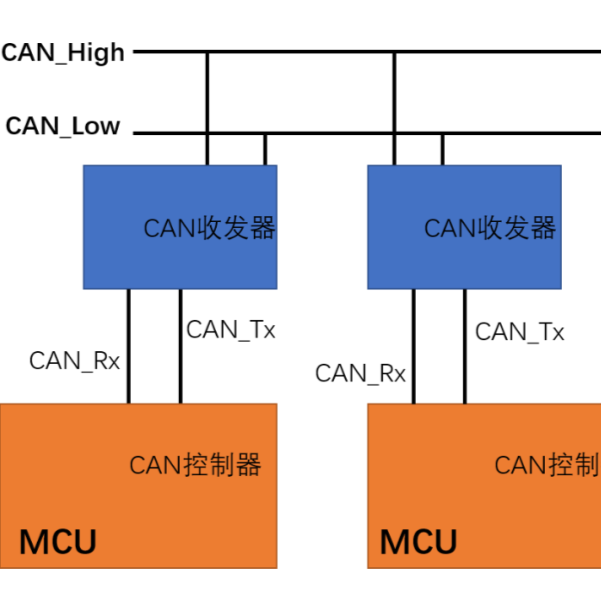 CAN_High
CAN_Low
CAN收发器
CAN收发器
CAN_Tx
CAN_Tx
CAN_Rx
CAN_Rx
CAN控制器
CAN控制
MCU
MCU